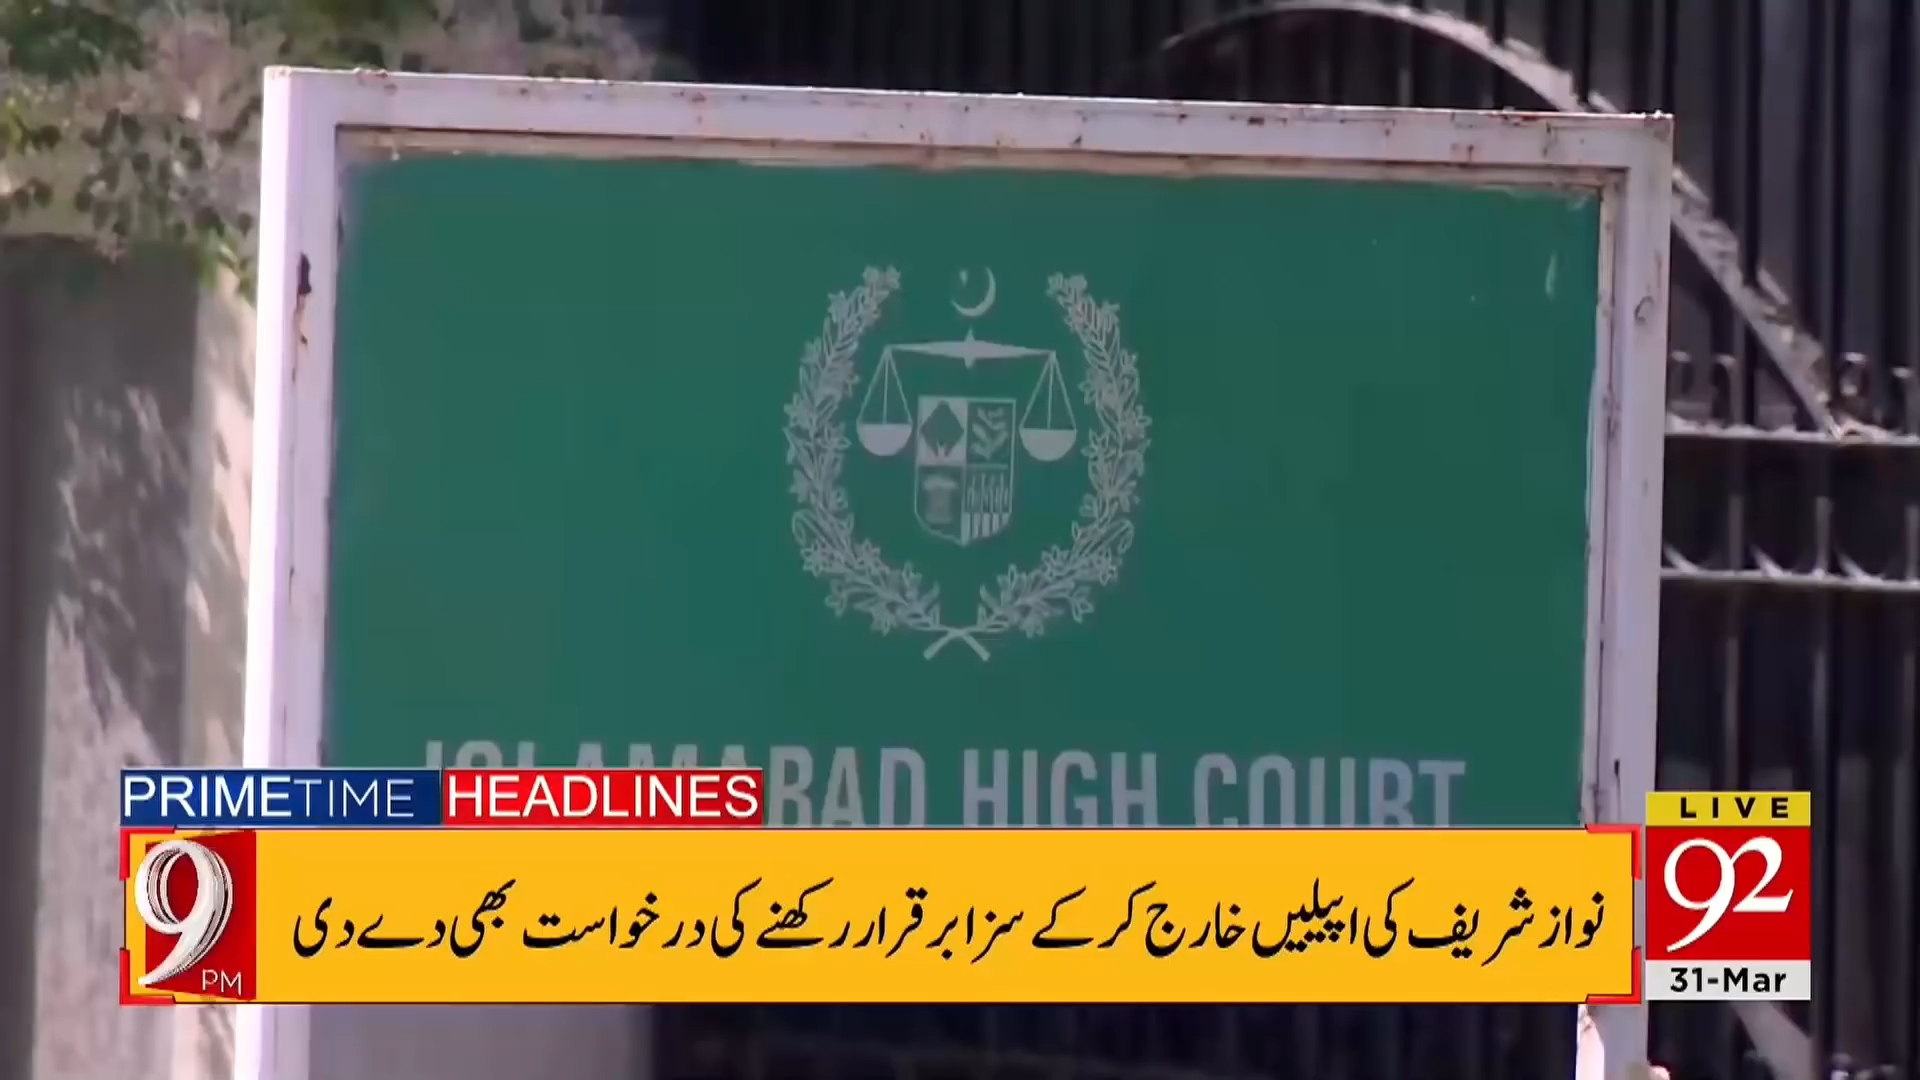 ISLAMABAD HIGH COURT
PRIMETIME HEADLINES
9 PM
نواز شریف کی اپیلیں خارج کر کے سزا برقرار رکھنے کی درخواست بھی دے دی
LIVE
92
31-Mar